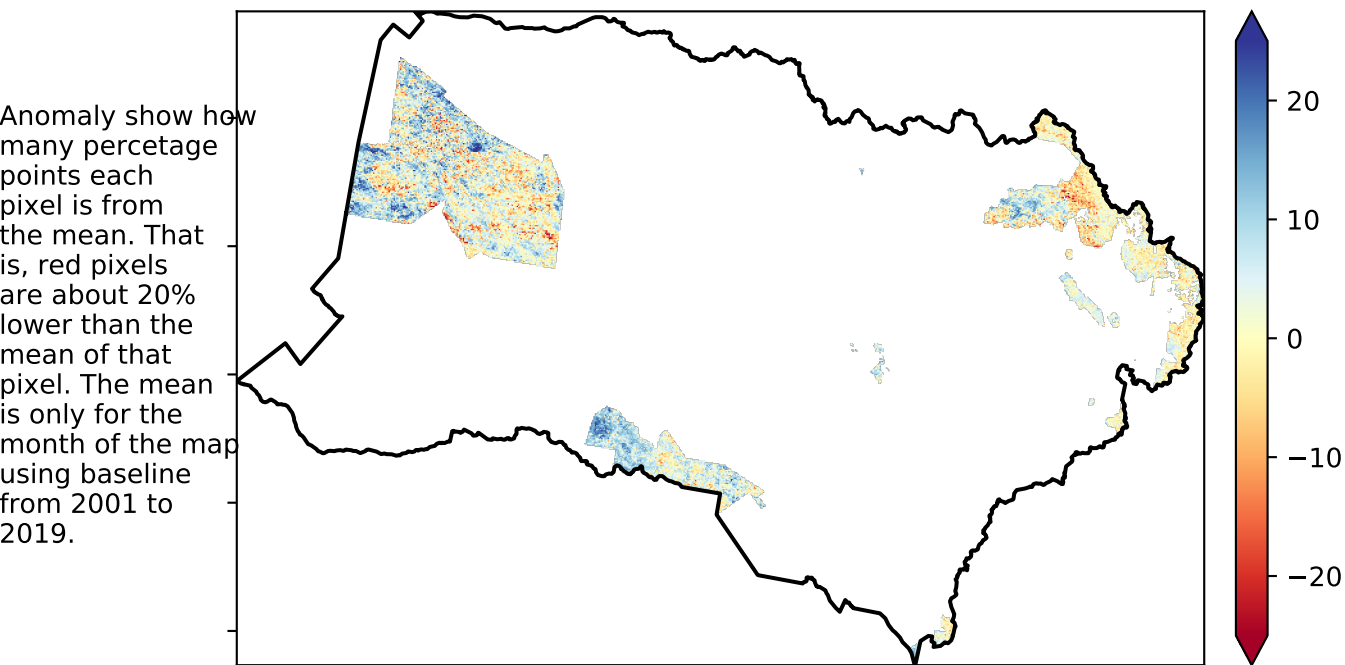 Anomaly show how
many percetage
points each
pixel is from
the mean. That
is, red pixels
are about 20%
lower than the
mean of that
pixel. The mean
is only for the
month of the map
using baseline
from 2001 to
2019.
20
10
0
−10
−20